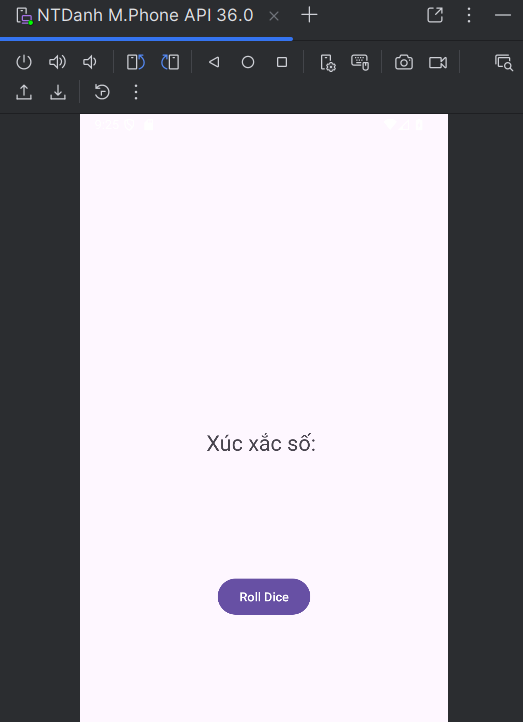 NTDanh M.Phone API 36.0
Xúc xắc số:
Roll Dice